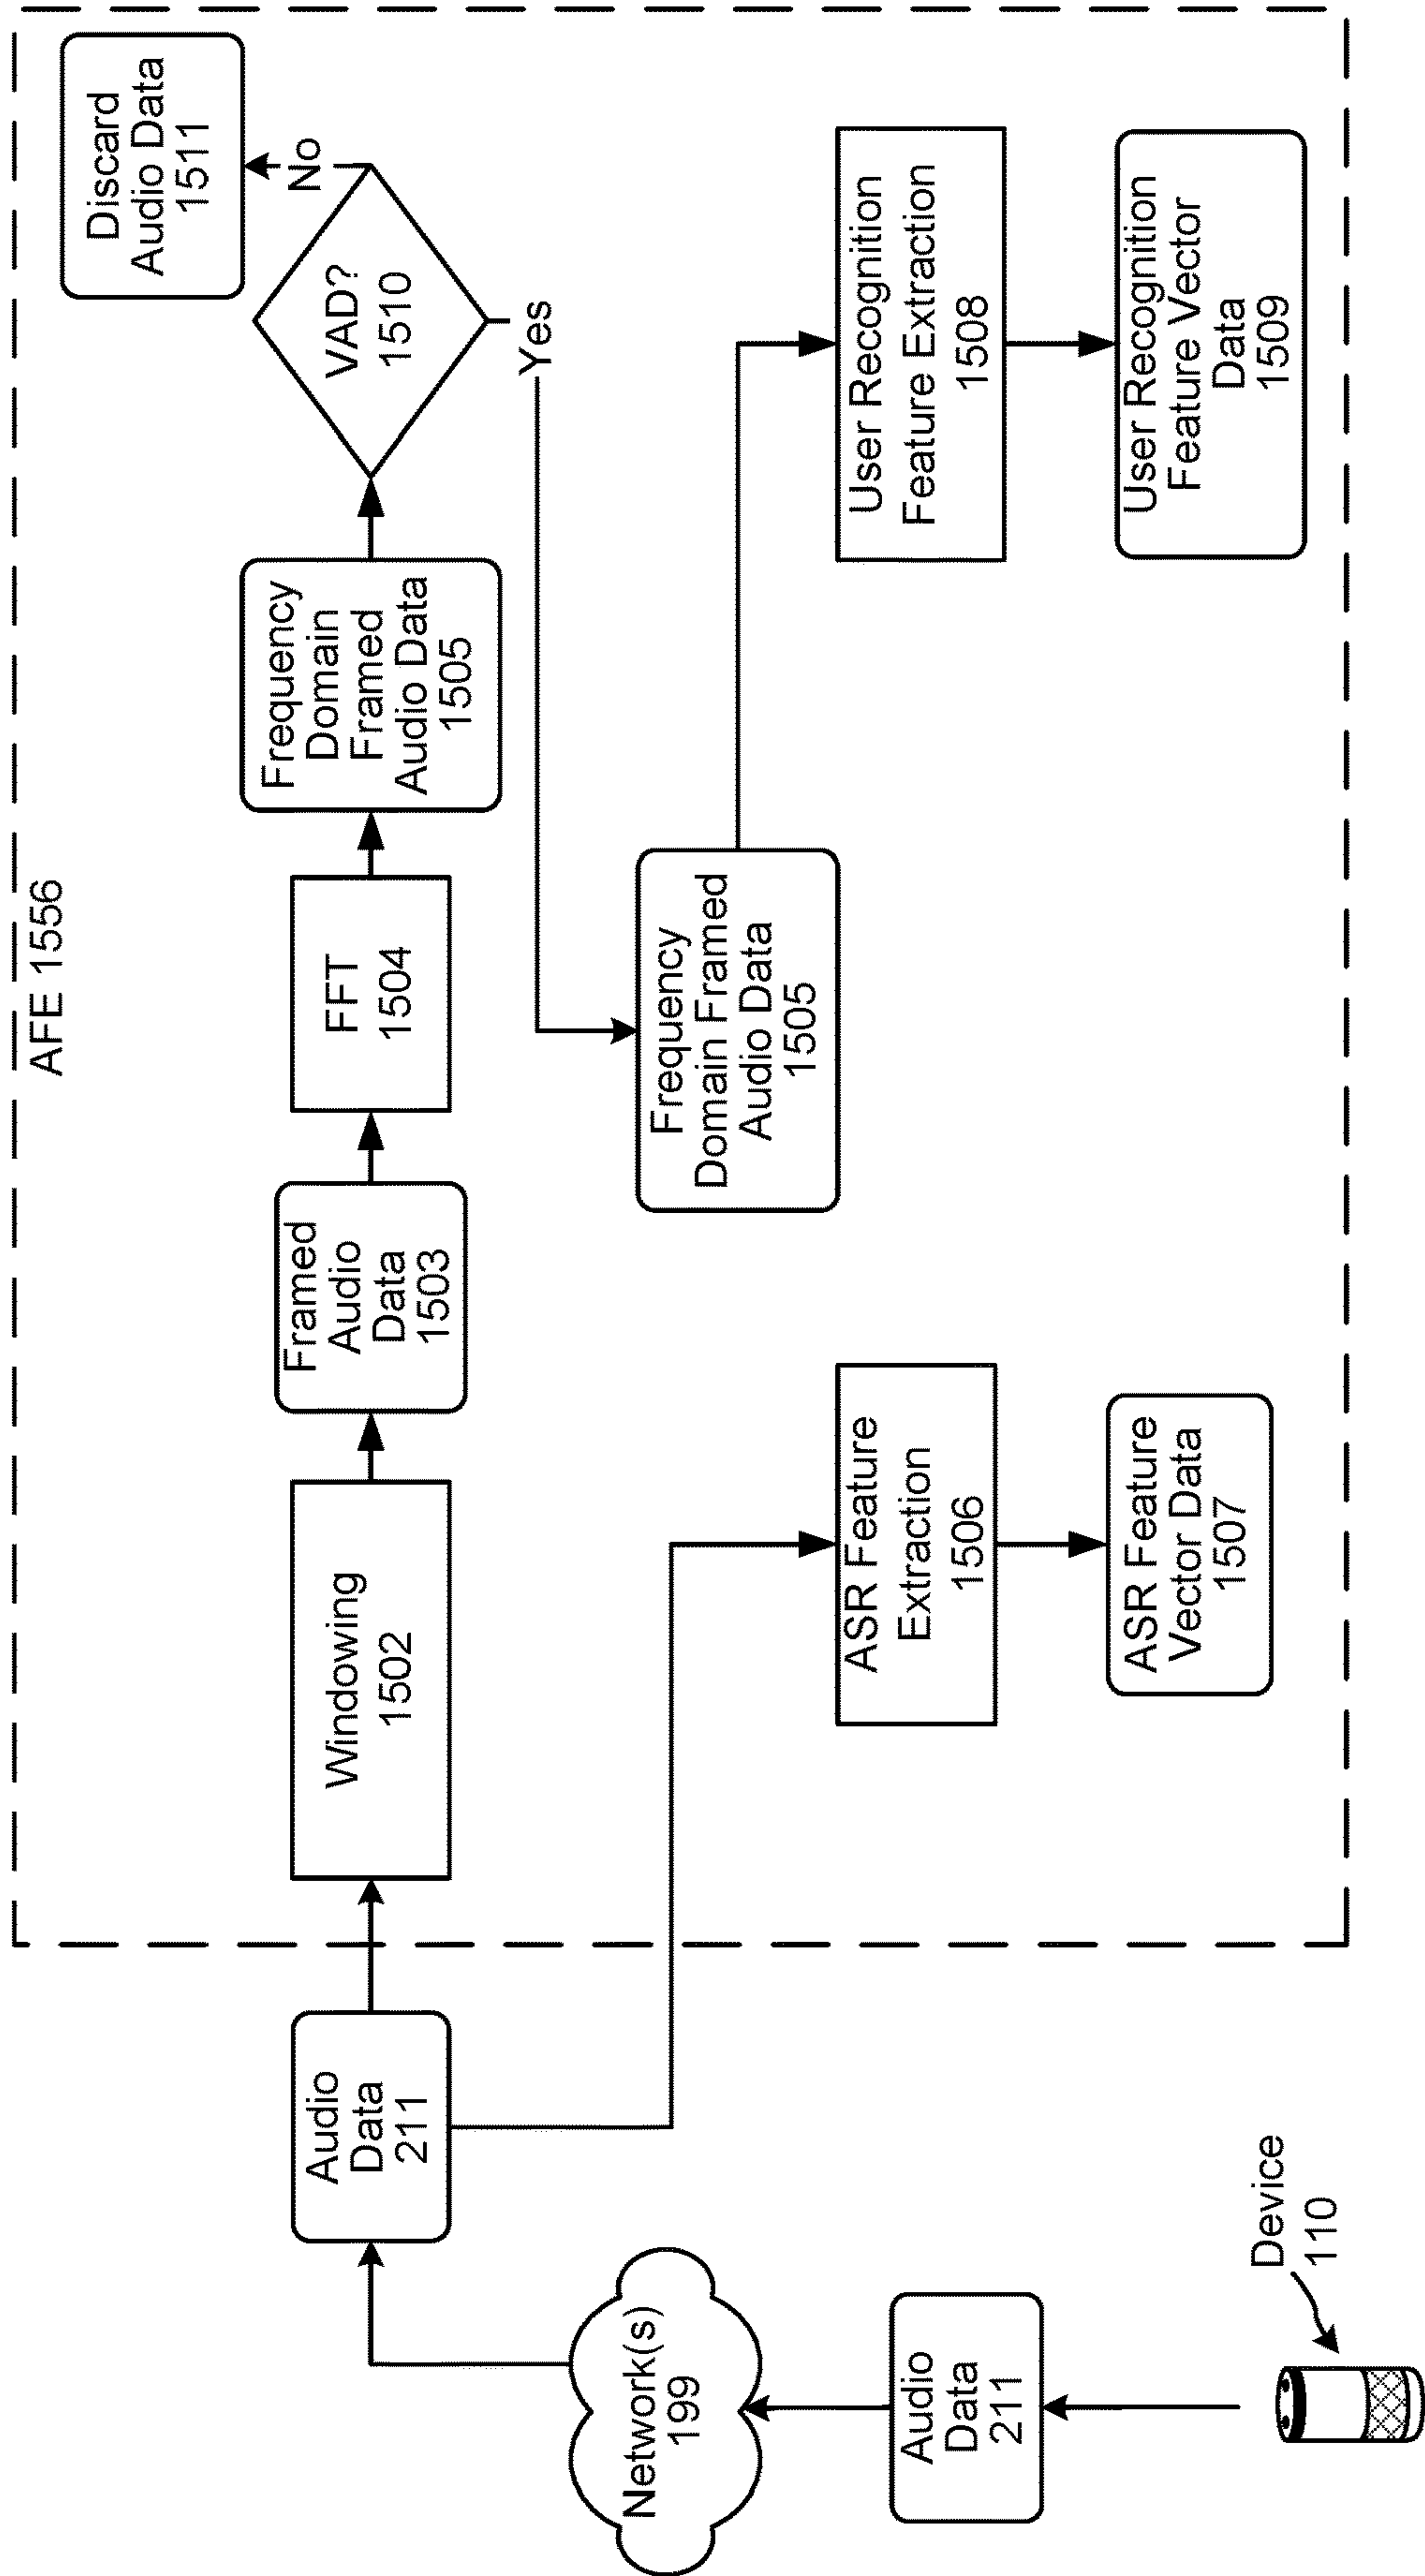 AFE 1556
Discard
Audio Data
1511
No
VAD?
1510
Yes
Frequency
Domain
Framed
Audio Data
1505
FFT
1504
Framed
Audio
Data
1503
Windowing
1502
Audio
Data
211
Frequency
Domain Framed
Audio Data
1505
User Recognition
Feature Extraction
1508
User Recognition
Feature Vector
Data
1509
ASR Feature
Extraction
1506
ASR Feature
Vector Data
1507
Network(s)
199
Audio
Data
211
Device
110